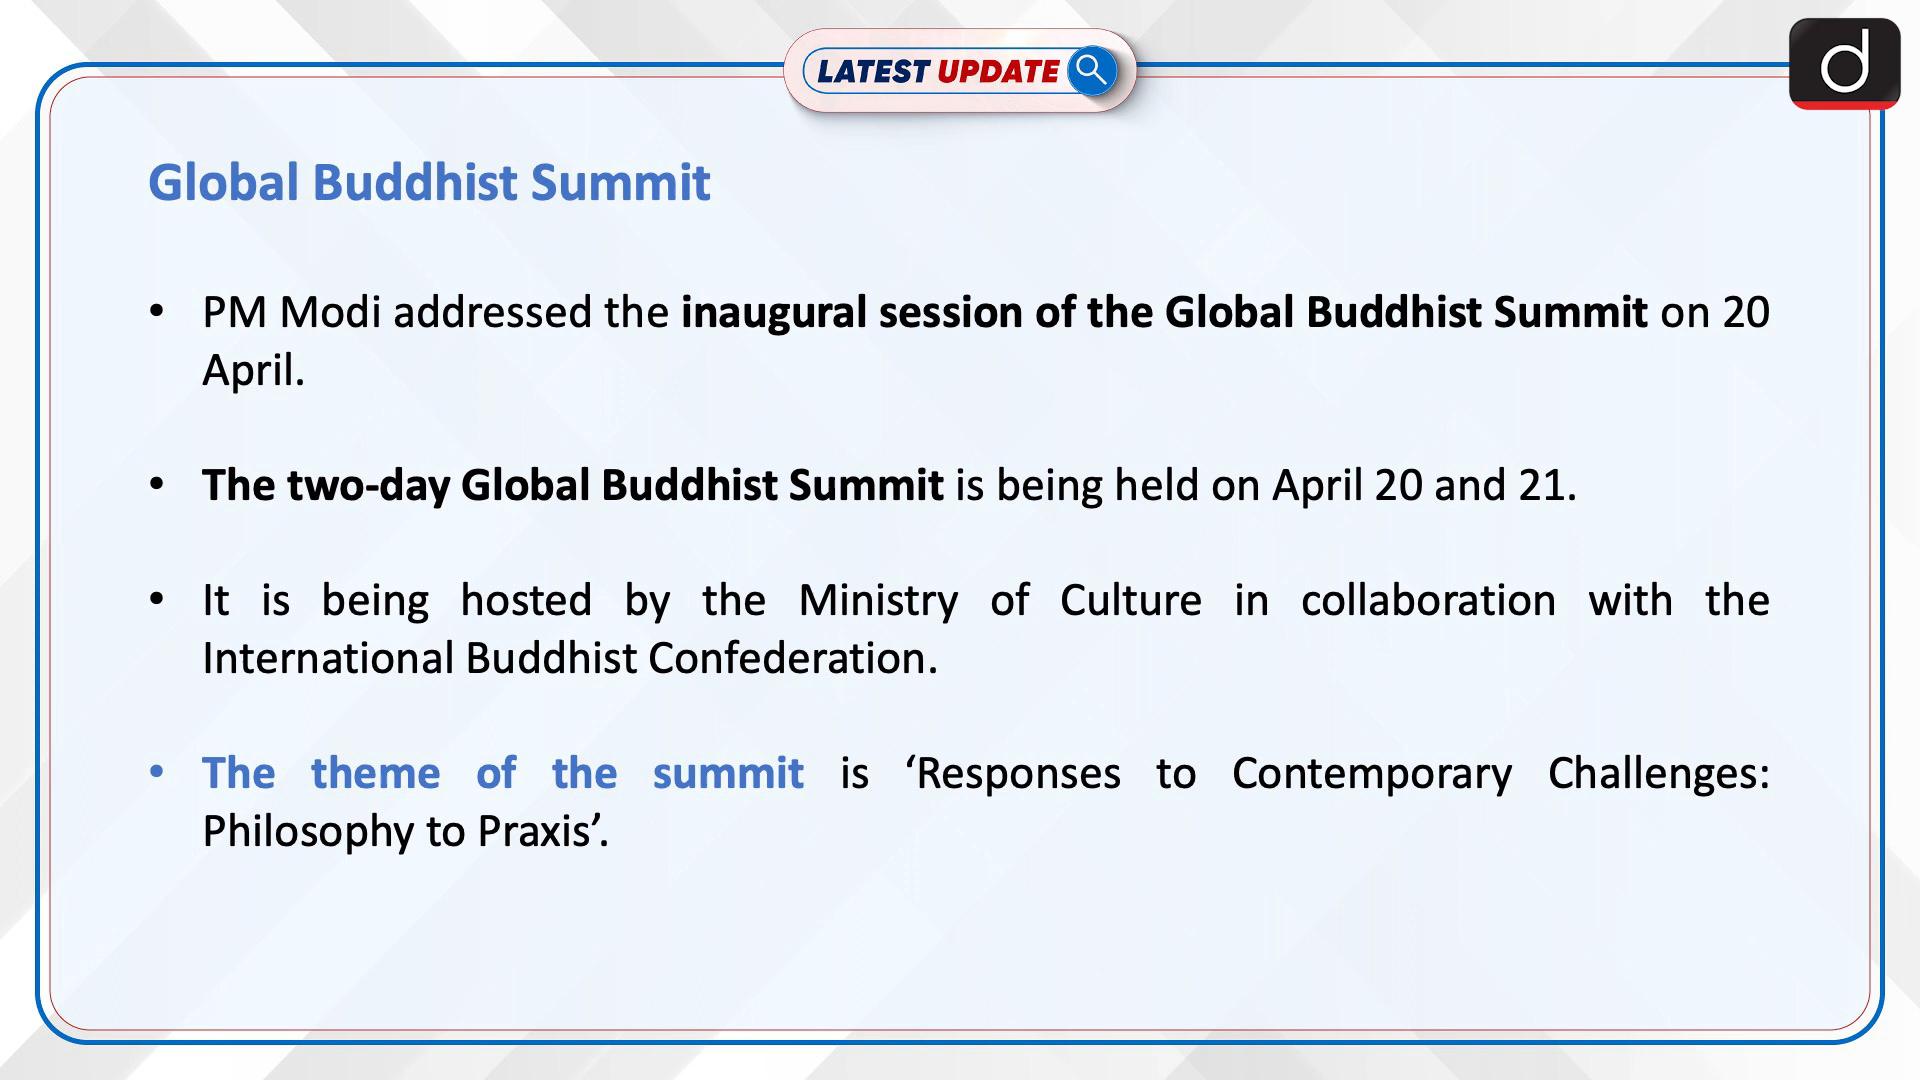 LATEST UPDATE
d
Global Buddhist Summit
• PM Modi addressed the inaugural session of the Global Buddhist Summit on 20
April.
• The two-day Global Buddhist Summit is being held on April 20 and 21.
• It is being hosted by the Ministry of Culture in collaboration with the
International Buddhist Confederation.
• The theme of the summit is ‘Responses to Contemporary Challenges:
Philosophy to Praxis’.